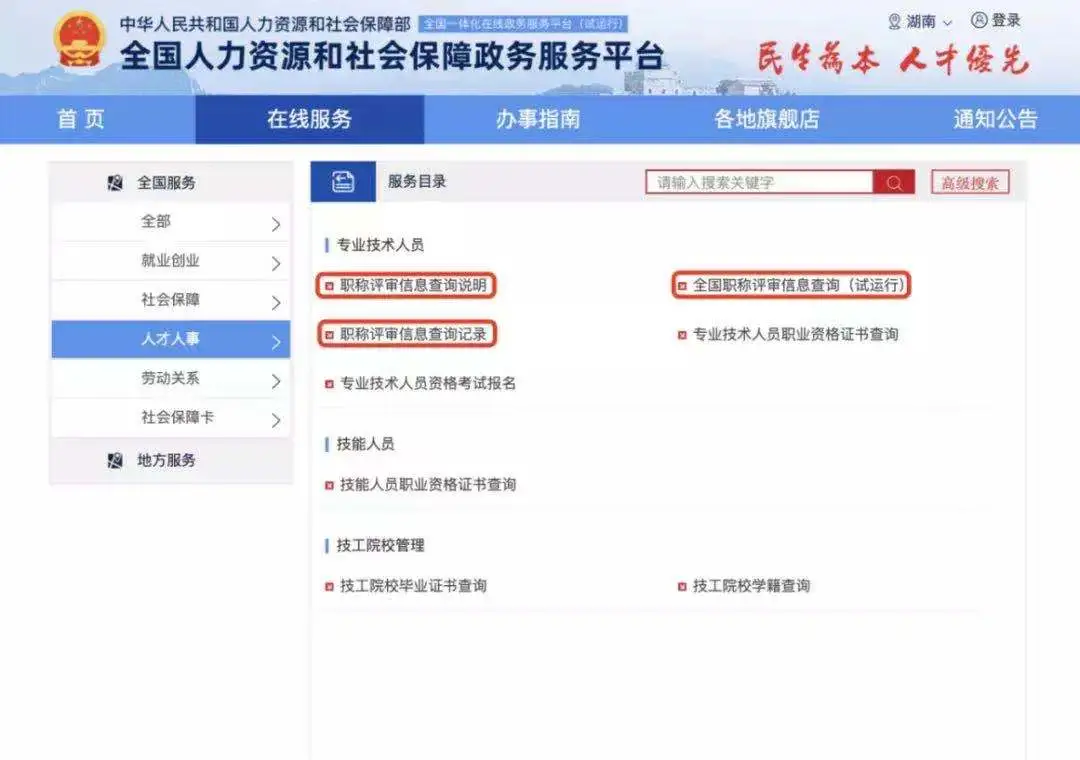 中华人民共和国人力资源和社会保障部 全国一体化在线政务服务平台（试运行）
湖南 登录
全国人力资源和社会保障政务服务平台
民生為本 人才優先
首页 在线服务 办事指南 各地旗舰店 通知公告
全国服务
全部
就业创业
社会保障
人才人事
劳动关系
社会保障卡
地方服务
服务目录 请输入搜索关键字 高级搜索
专业技术人员
职称评审信息查询说明 全国职称评审信息查询（试运行）
职称评审信息查询记录 专业技术人员职业资格证书查询
专业技术人员资格考试报名
技能人员
技能人员职业资格证书查询
技工院校管理
技工院校毕业证书查询 技工院校学籍查询